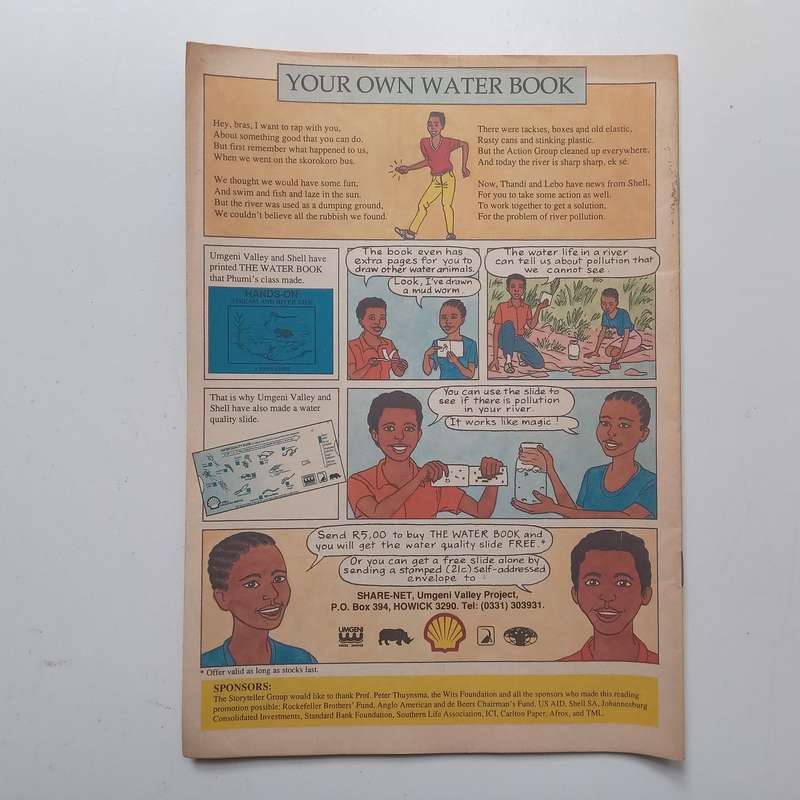 YOUR OWN WATER BOOK
Hey, bras, I want to rap with you,
About something good that you can do.
But first remember what happened to us,
When we went on the skorokoro bus.
We thought we would have some fun,
And swim and fish and laze in the sun.
But the river was used as a dumping ground,
We couldn't believe all the rubbish we found.
There were tackies, boxes and old elastic,
Rusty cans and stinking plastic.
But the Action Group cleaned up everywhere,
And today the river is sharp sharp, ek sê.
Now, Thandi and Lebo have news from Shell,
For you to take some action as well.
To work together to get a solution,
For the problem of river pollution.
Umgeni Valley and Shell have
printed THE WATER BOOK
that Phumi's class made.
HANDS-ON
The book even has
extra pages for you to
draw other water animals.
Look, I've drawn
a mud worm.
The water life in a river
can tell us about pollution that
we cannot see.
That is why Umgeni Valley and
Shell have also made a water
quality slide.
You can use the slide to
see if there is pollution
in your river.
It works like magic!
Send R5,00 to buy THE WATER BOOK and
you will get the water quality slide FREE.*
Or you can get a free slide alone by
sending a stamped (21c) self-addressed
envelope to
SHARE-NET, Umgeni Valley Project,
P.O. Box 394, HOWICK 3290. Tel: (0331) 303931.
UMGENI
* Offer valid as long as stocks last.
SPONSORS:
The Storyteller Group would like to thank Prof. Peter Thuynsma, the Wits Foundation and all the sponsors who made this reading
promotion possible: Rockefeller Brothers' Fund, Anglo American and de Beers Chairman's Fund, US AID, Shell SA, Johannesburg
Consolidated Investments, Standard Bank Foundation, Southern Life Association, ICI, Carlton Paper, Afrox, and TML.